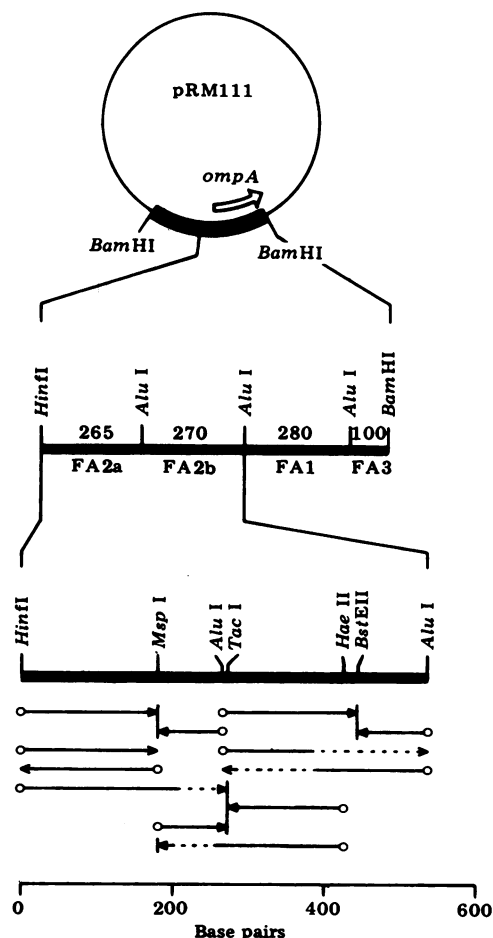 pRM111
ompA
BamHI
BamHI
HinfI
Alu I
Alu I
Alu I
BamHI
265
270
280
100
FA2a
FA2b
FA1
FA3
HinfI
Msp I
Alu I
Tac I
Hae II
BstEII
Alu I
0
200
400
600
Base pairs